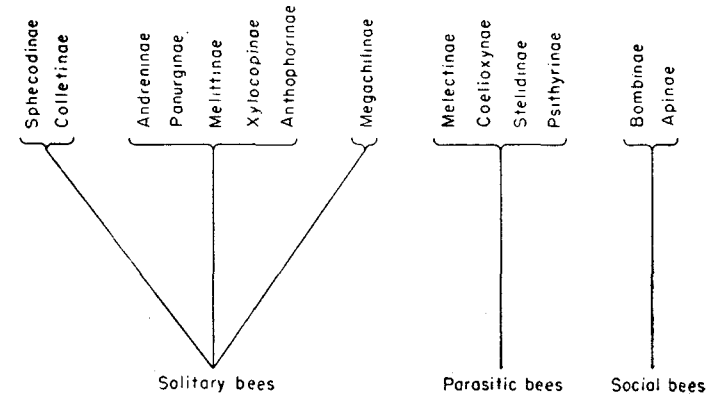 Sphecodinae
Colletinae
Andreninae
Panurginae
Melittinae
Xylocopinae
Anthophorinae
Megachilinae
Melectinae
Coelioxynae
Stelidinae
Psithyrinae
Bombinae
Apinae
Solitary bees
Parasitic bees
Social bees